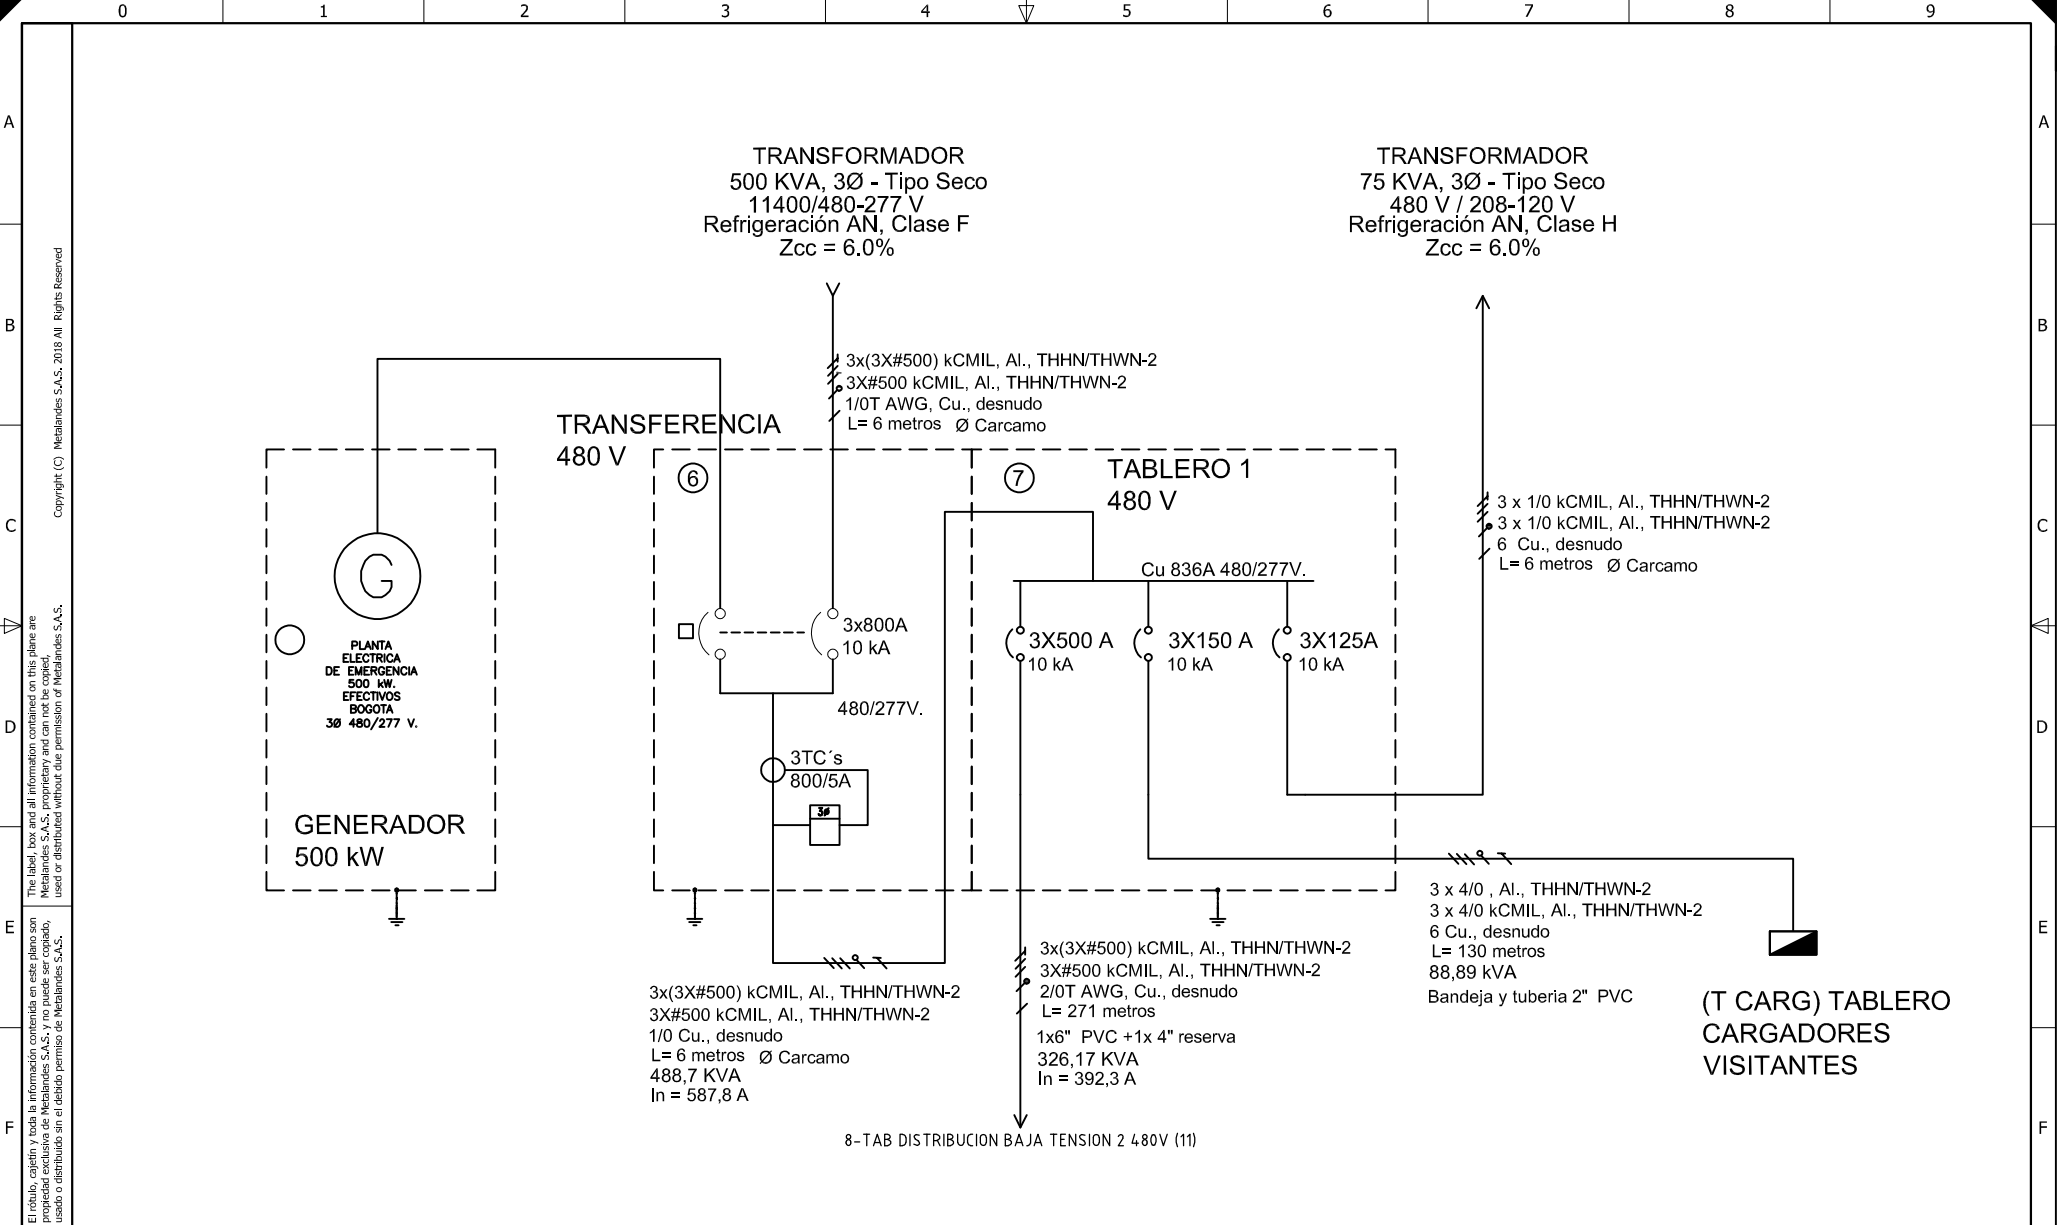 0 1 2 3 4 5 6 7 8 9
A
B
C
D
E
F
A
B
C
D
E
F
Copyright (C) Metalandes S.A.S. 2018 All Rights Reserved
The label, box and all information contained on this plane are
Metalandes S.A.S. proprietary and can not be copied,
used or distributed without due permission of Metalandes S.A.S.
El rótulo, cajetín y toda la información contenida en este plano son
propiedad exclusiva de Metalandes S.A.S. y no puede ser copiado,
usado o distribuido sin el debido permiso de Metalandes S.A.S.
TRANSFORMADOR
500 KVA, 3Ø - Tipo Seco
11400/480-277 V
Refrigeración AN, Clase F
Zcc = 6.0%
TRANSFORMADOR
75 KVA, 3Ø - Tipo Seco
480 V / 208-120 V
Refrigeración AN, Clase H
Zcc = 6.0%
3x(3X#500) kCMIL, Al., THHN/THWN-2
3X#500 kCMIL, Al., THHN/THWN-2
1/0T AWG, Cu., desnudo
L= 6 metros Ø Carcamo
TRANSFERENCIA
480 V
6
7
TABLERO 1
480 V
3 x 1/0 kCMIL, Al., THHN/THWN-2
3 x 1/0 kCMIL, Al., THHN/THWN-2
6 Cu., desnudo
L= 6 metros Ø Carcamo
G
PLANTA
ELECTRICA
DE EMERGENCIA
500 kW.
EFECTIVOS
BOGOTA
3Ø 480/277 V.
GENERADOR
500 kW
3x800A
10 kA
480/277V.
3TC´s
800/5A
3Ø
Cu 836A 480/277V.
3X500 A
10 kA
3X150 A
10 kA
3X125A
10 kA
3x(3X#500) kCMIL, Al., THHN/THWN-2
3X#500 kCMIL, Al., THHN/THWN-2
1/0 Cu., desnudo
L= 6 metros Ø Carcamo
488,7 KVA
In = 587,8 A
3x(3X#500) kCMIL, Al., THHN/THWN-2
3X#500 kCMIL, Al., THHN/THWN-2
2/0T AWG, Cu., desnudo
L= 271 metros
1x6" PVC +1x 4" reserva
326,17 KVA
In = 392,3 A
3 x 4/0 , Al., THHN/THWN-2
3 x 4/0 kCMIL, Al., THHN/THWN-2
6 Cu., desnudo
L= 130 metros
88,89 kVA
Bandeja y tuberia 2" PVC
(T CARG) TABLERO
CARGADORES
VISITANTES
8-TAB DISTRIBUCION BAJA TENSION 2 480V (11)